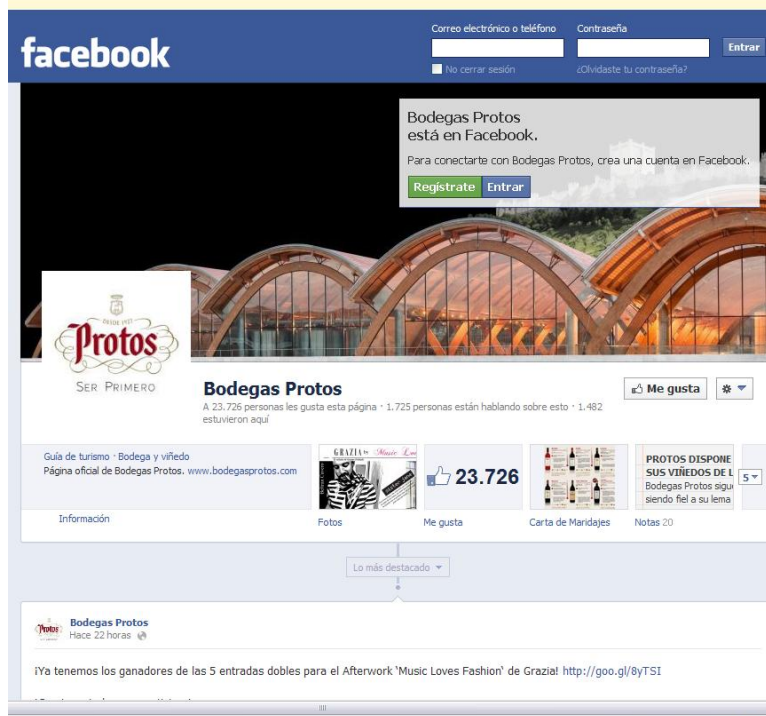 Correo electrónico o teléfono
Contraseña
facebook
Entrar
No cerrar sesión
¿Olvidaste tu contraseña?
Bodegas Protos
está en Facebook.
Para conectarte con Bodegas Protos, crea una cuenta en Facebook.
Regístrate Entrar
DESDE 1927
Protos
SER PRIMERO
Bodegas Protos
Me gusta
A 23.726 personas les gusta esta página · 1.725 personas están hablando sobre esto · 1.482
estuvieron aquí
Guía de turismo · Bodega y viñedo
Página oficial de Bodegas Protos. www.bodegasprotos.com
Información
GRAZIA
Music
Fotos
23.726
Me gusta
Carta de Maridajes
PROTOS DISPONE
SUS VIÑEDOS DE L
Bodegas Protos sigu
siendo fiel a su lema
Notas 20
5
Lo más destacado
Protos
Bodegas Protos
Hace 22 horas
¡Ya tenemos los ganadores de las 5 entradas dobles para el Afterwork 'Music Loves Fashion' de Grazia! http://goo.gl/8yTSI